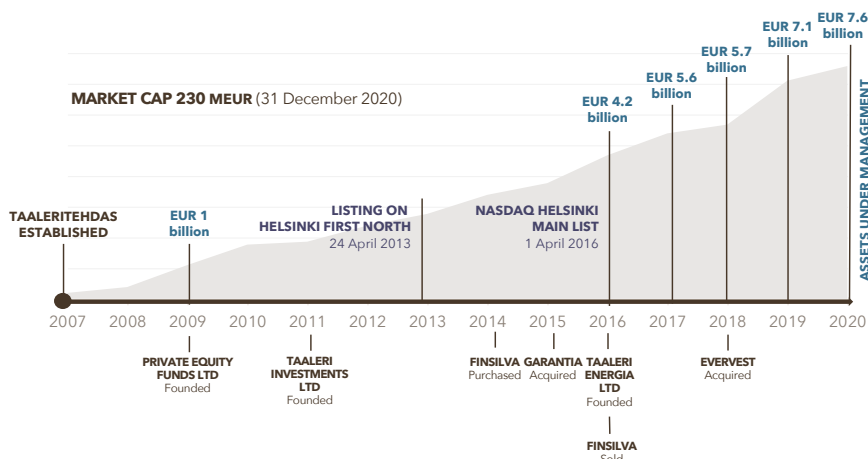 EUR 7.6
billion
EUR 7.1
billion
EUR 5.7
billion
EUR 5.6
billion
EUR 4.2
billion
MARKET CAP 230 MEUR (31 December 2020)
ASSETS UNDER MANAGEMENT
TAALERITEHDAS
ESTABLISHED
EUR 1
billion
LISTING ON
HELSINKI FIRST NORTH
24 April 2013
NASDAQ HELSINKI
MAIN LIST
1 April 2016
2007 2008 2009 2010 2011 2012 2013 2014 2015 2016 2017 2018 2019 2020
PRIVATE EQUITY
FUNDS LTD
Founded
TAALERI
INVESTMENTS
LTD
Founded
FINSILVA
Purchased
GARANTIA
Acquired
TAALERI
ENERGIA
LTD
Founded
FINSILVA
Sold
EVERVEST
Acquired